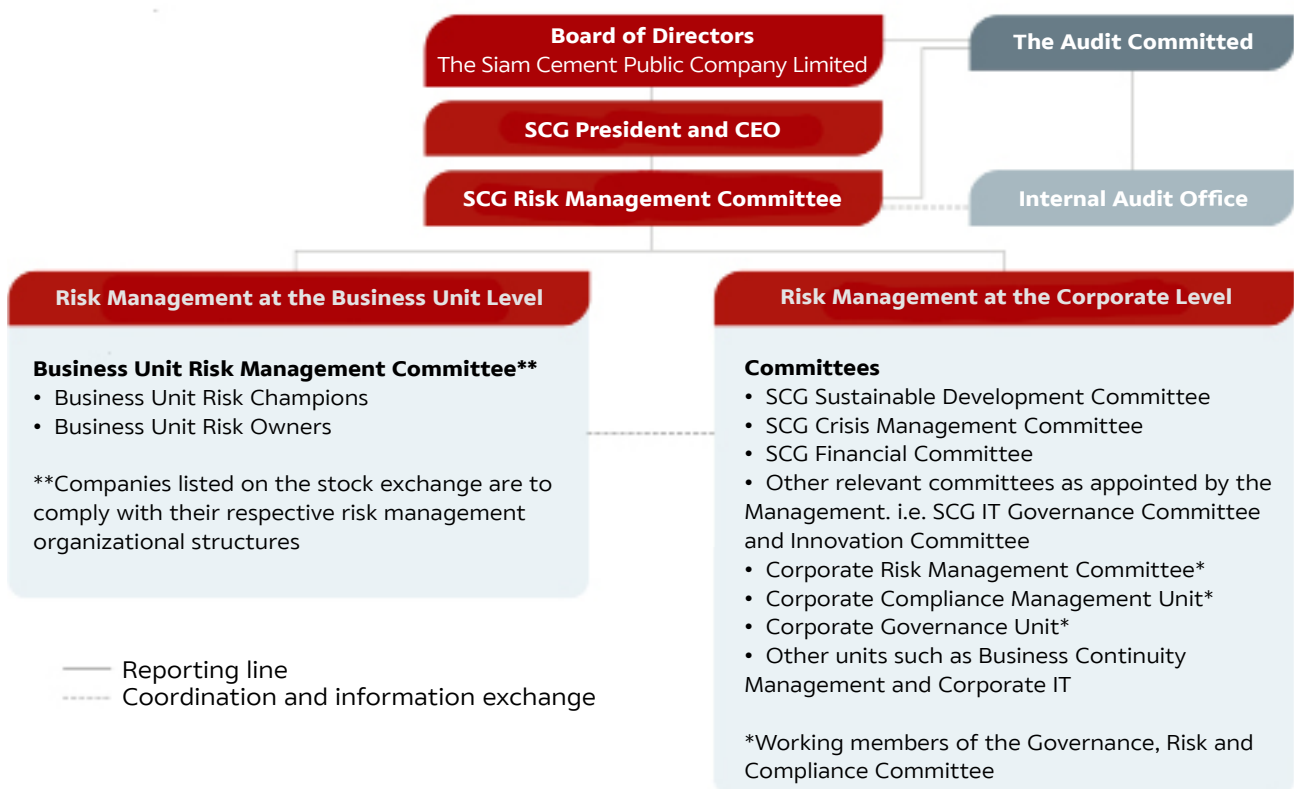 Board of Directors
The Siam Cement Public Company Limited
The Audit Committed
SCG President and CEO
SCG Risk Management Committee
Internal Audit Office
Risk Management at the Business Unit Level
Business Unit Risk Management Committee**
• Business Unit Risk Champions
• Business Unit Risk Owners
**Companies listed on the stock exchange are to
comply with their respective risk management
organizational structures
Risk Management at the Corporate Level
Committees
• SCG Sustainable Development Committee
• SCG Crisis Management Committee
• SCG Financial Committee
• Other relevant committees as appointed by the
Management. i.e. SCG IT Governance Committee
and Innovation Committee
• Corporate Risk Management Committee*
• Corporate Compliance Management Unit*
• Corporate Governance Unit*
• Other units such as Business Continuity
Management and Corporate IT
*Working members of the Governance, Risk and
Compliance Committee
Reporting line
Coordination and information exchange